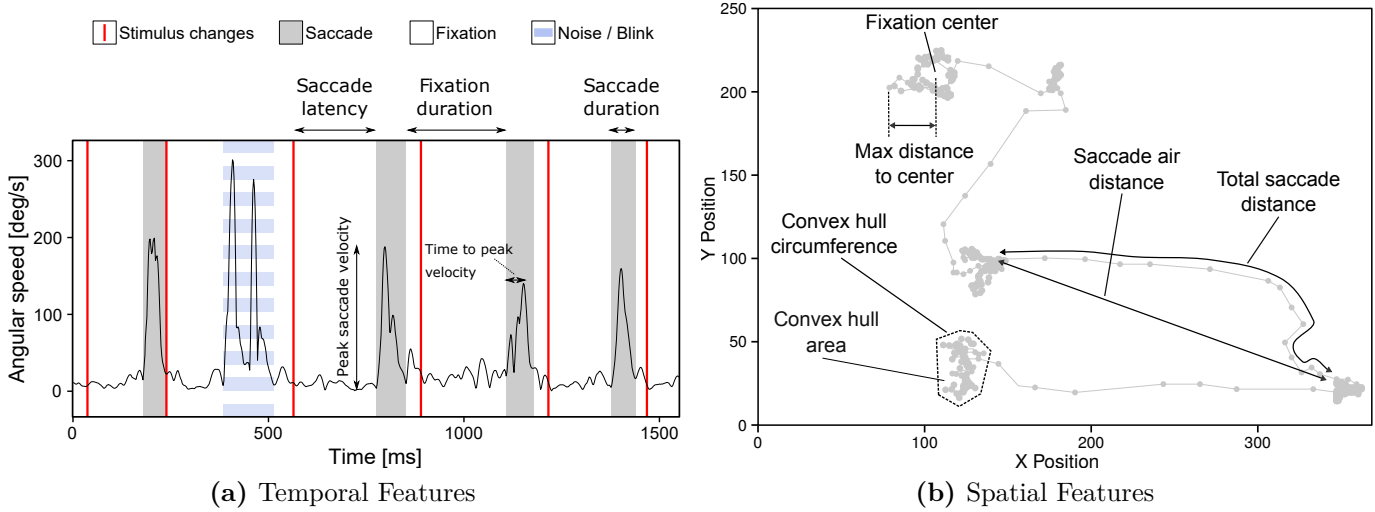 Stimulus changes
Saccade
Fixation
Noise / Blink
Saccade
latency
Fixation
duration
Saccade
duration
Angular speed [deg/s]
300
200
100
0
Peak saccade velocity
Time to peak
velocity
0
500
1000
1500
Time [ms]
(a) Temporal Features
250
200
150
100
50
0
Y Position
Fixation center
Max distance
to center
Saccade air
distance
Total saccade
distance
Convex hull
circumference
Convex hull
area
0
100
200
300
X Position
(b) Spatial Features